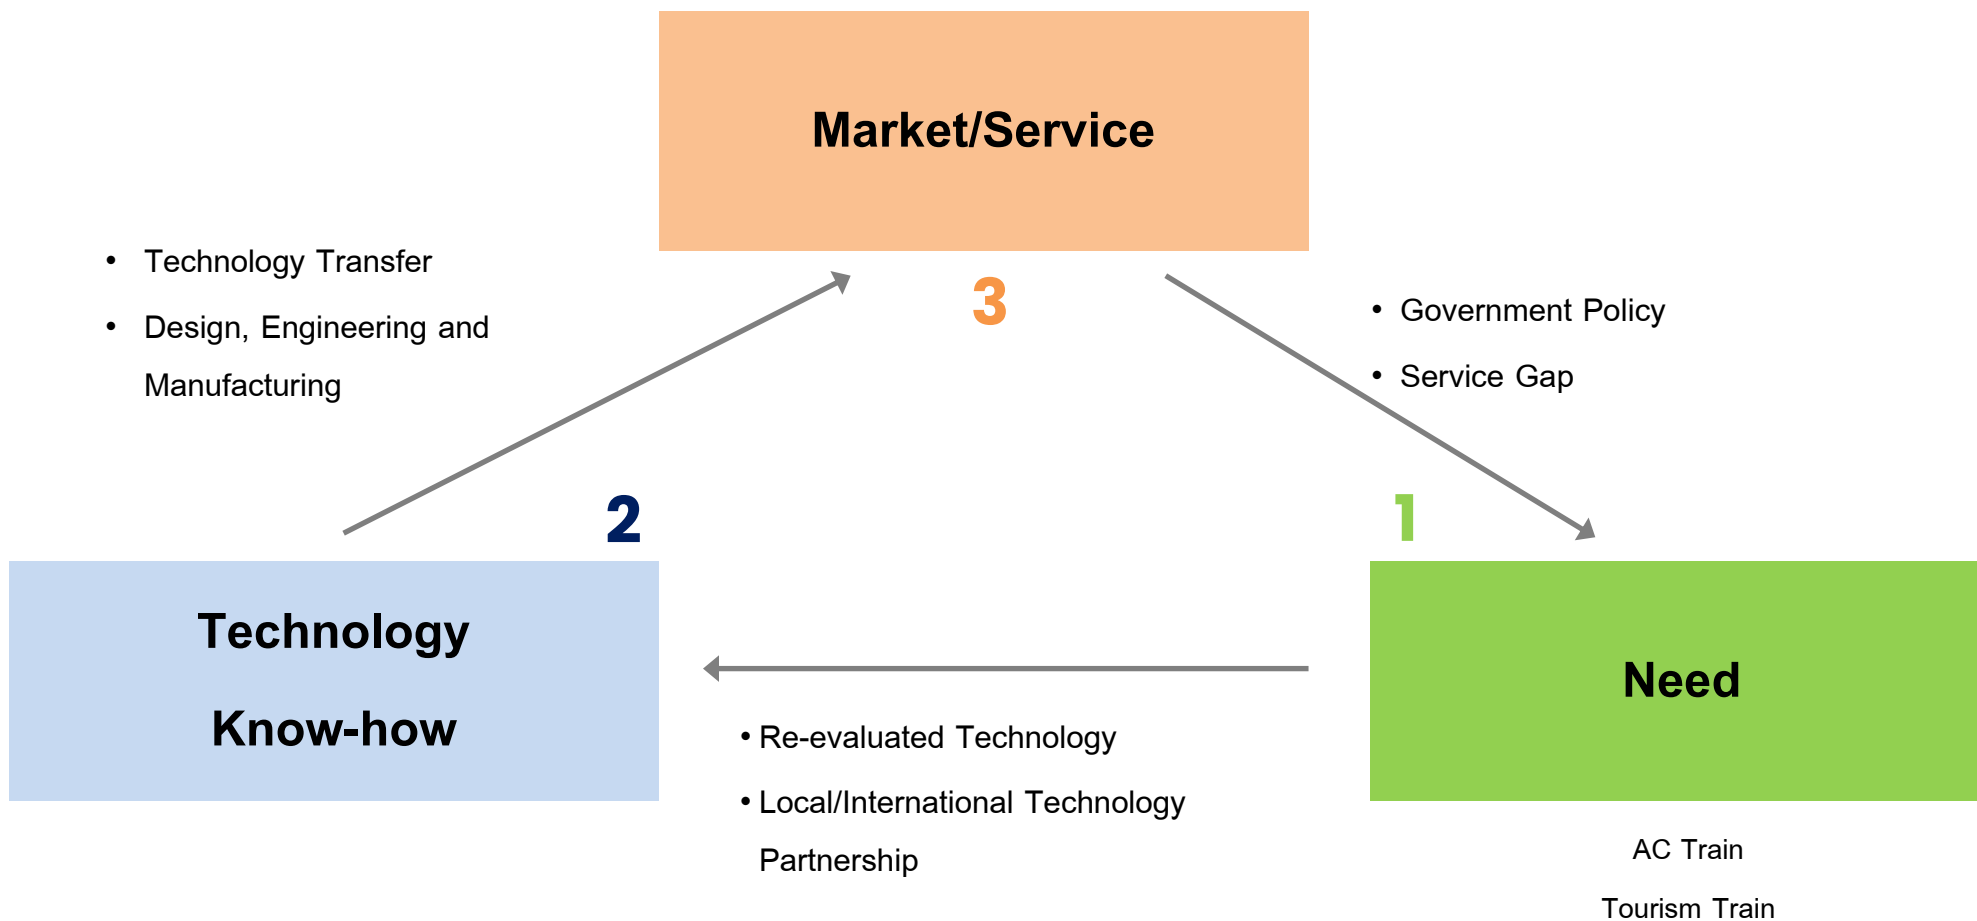 Market/Service
• Technology Transfer
• Design, Engineering and
Manufacturing
3
• Government Policy
• Service Gap
2
1
Technology
Know-how
Need
• Re-evaluated Technology
• Local/International Technology
Partnership
AC Train
Tourism Train